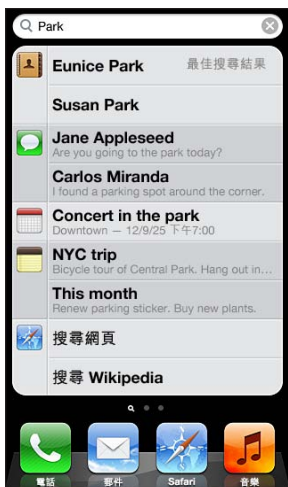 Park
Eunice Park 最佳搜尋結果
Susan Park
Jane Appleseed
Are you going to the park today?
Carlos Miranda
I found a parking spot around the corner.
Concert in the park
Downtown — 12/9/25 下午7:00
NYC trip
Bicycle tour of Central Park. Hang out in…
This month
Renew parking sticker. Buy new plants.
搜尋網頁
搜尋 Wikipedia
電話 郵件 Safari 音樂